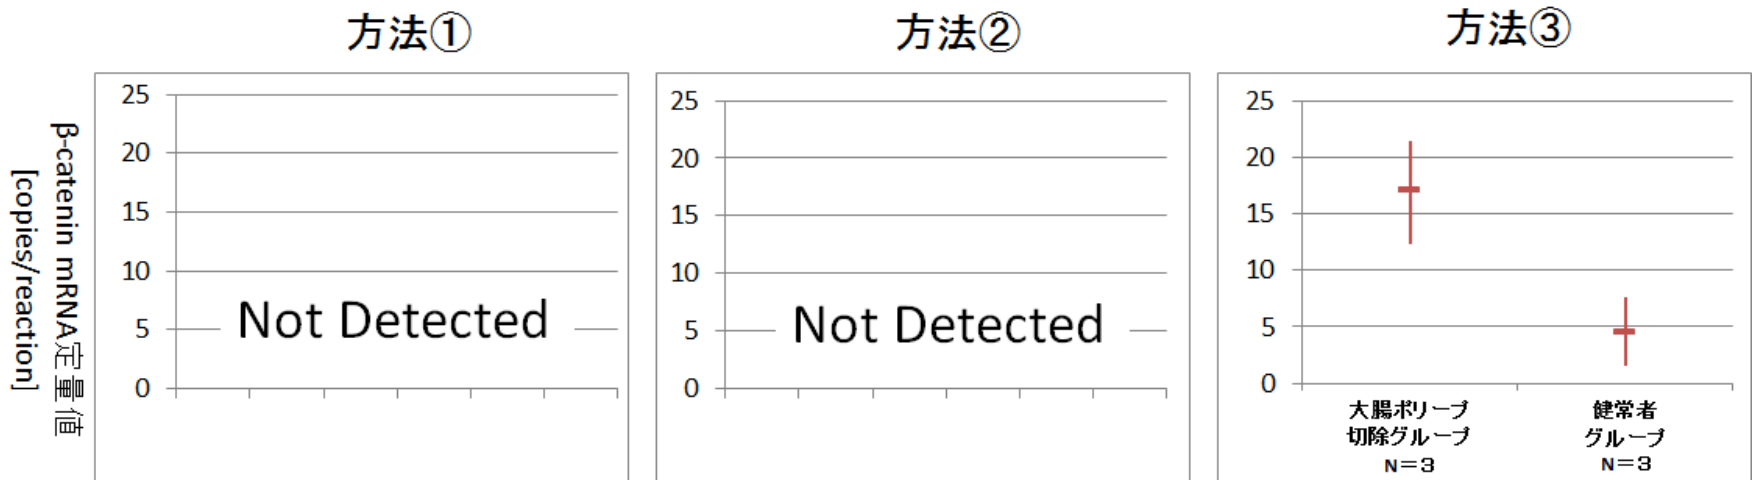 方法①
方法②
方法③
β-catenin mRNA定量値
[copies/reaction]
25
20
15
10
5
0
Not Detected
25
20
15
10
5
0
Not Detected
25
20
15
10
5
0
大腸ポリープ
切除グループ
N=3
健常者
グループ
N=3